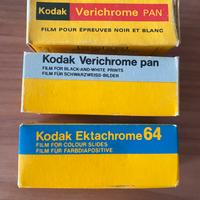 Kodak Verichrome PAN
FILM POUR ÉPREUVES NOIR ET BLANC
Kodak Verichrome pan
FILM FOR BLACK-AND-WHITE PRINTS
FILM FÜR SCHWARZWEISS-BILDER
Kodak Ektachrome 64
FILM FOR COLOUR SLIDES
FILM FÜR FARBDIAPOSITIVE